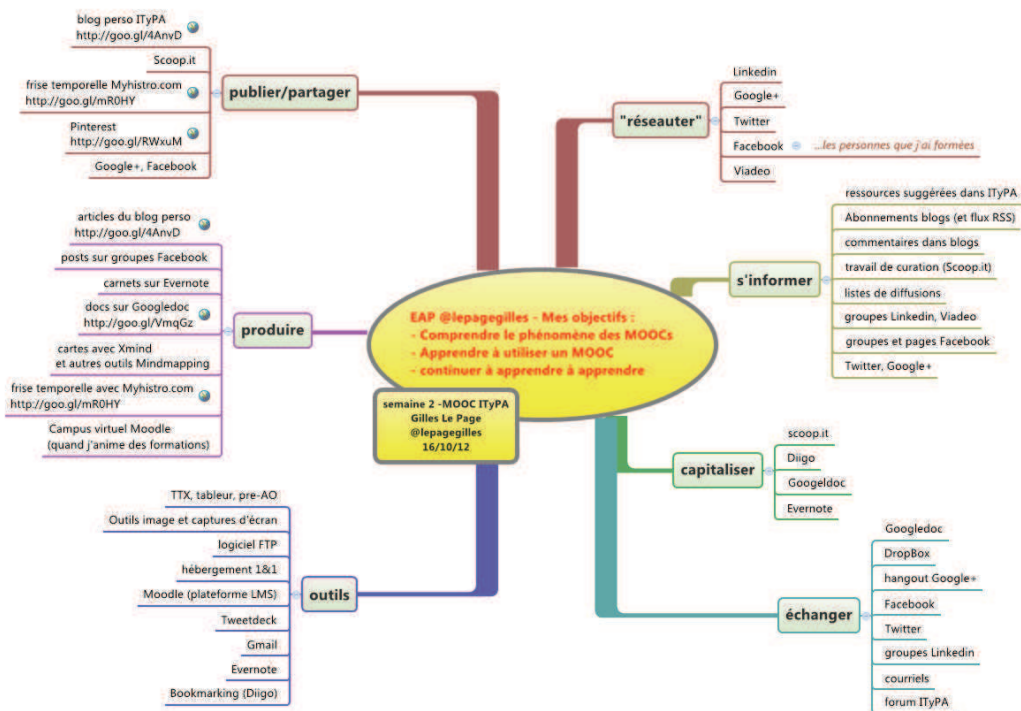 blog perso ITyPA
http://goo.gl/4AnvD
Scoop.it
frise temporelle Myhistro.com
http://goo.gl/mR0HY
Pinterest
http://goo.gl/RWxuM
Google+, Facebook
publier/partager
"réseauter"
Linkedin
Google+
Twitter
Facebook
...les personnes que j'ai formées
Viadeo
articles du blog perso
http://goo.gl/4AnvD
posts sur groupes Facebook
carnets sur Evernote
docs sur Googledoc
http://goo.gl/VmqGz
cartes avec Xmind
et autres outils Mindmapping
frise temporelle avec Myhistro.com
http://goo.gl/mR0HY
Campus virtuel Moodle
(quand j'anime des formations)
produire
EAP @lepagegilles - Mes objectifs :
- Comprendre le phénomène des MOOCs
- Apprendre à utiliser un MOOC
- continuer à apprendre à apprendre
semaine 2 -MOOC ITyPA
Gilles Le Page
@lepagegilles
16/10/12
s'informer
ressources suggérées dans ITyPA
Abonnements blogs (et flux RSS)
commentaires dans blogs
travail de curation (Scoop.it)
listes de diffusions
groupes Linkedin, Viadeo
groupes et pages Facebook
Twitter, Google+
capitaliser
scoop.it
Diigo
Googeldoc
Evernote
TTX, tableur, pre-AO
Outils image et captures d'écran
logiciel FTP
hébergement 1&1
Moodle (plateforme LMS)
Tweetdeck
Gmail
Evernote
Bookmarking (Diigo)
outils
échanger
Googledoc
DropBox
hangout Google+
Facebook
Twitter
groupes Linkedin
courriels
forum ITyPA